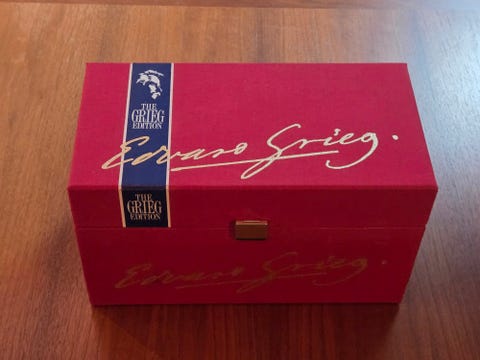 THE
GRIEG
EDITION
Edvard Grieg.
THE
GRIEG
EDITION
Edvard Grieg.